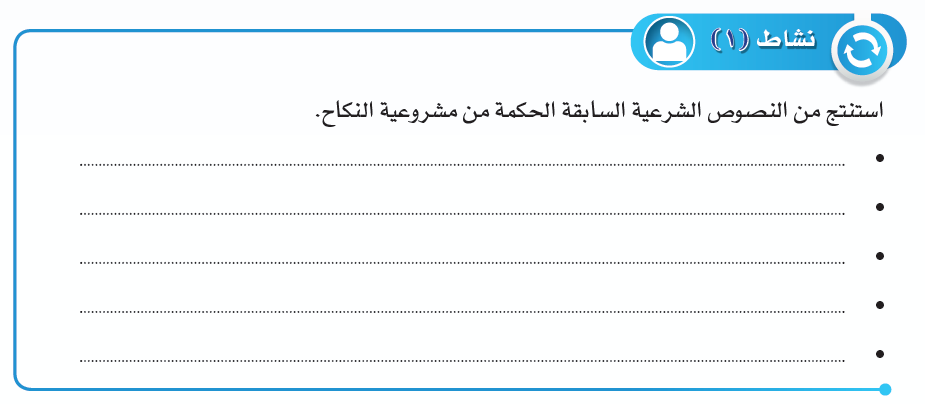 نشاط (١)
استنتج من النصوص الشرعية السابقة الحكمة من مشروعية النكاح.